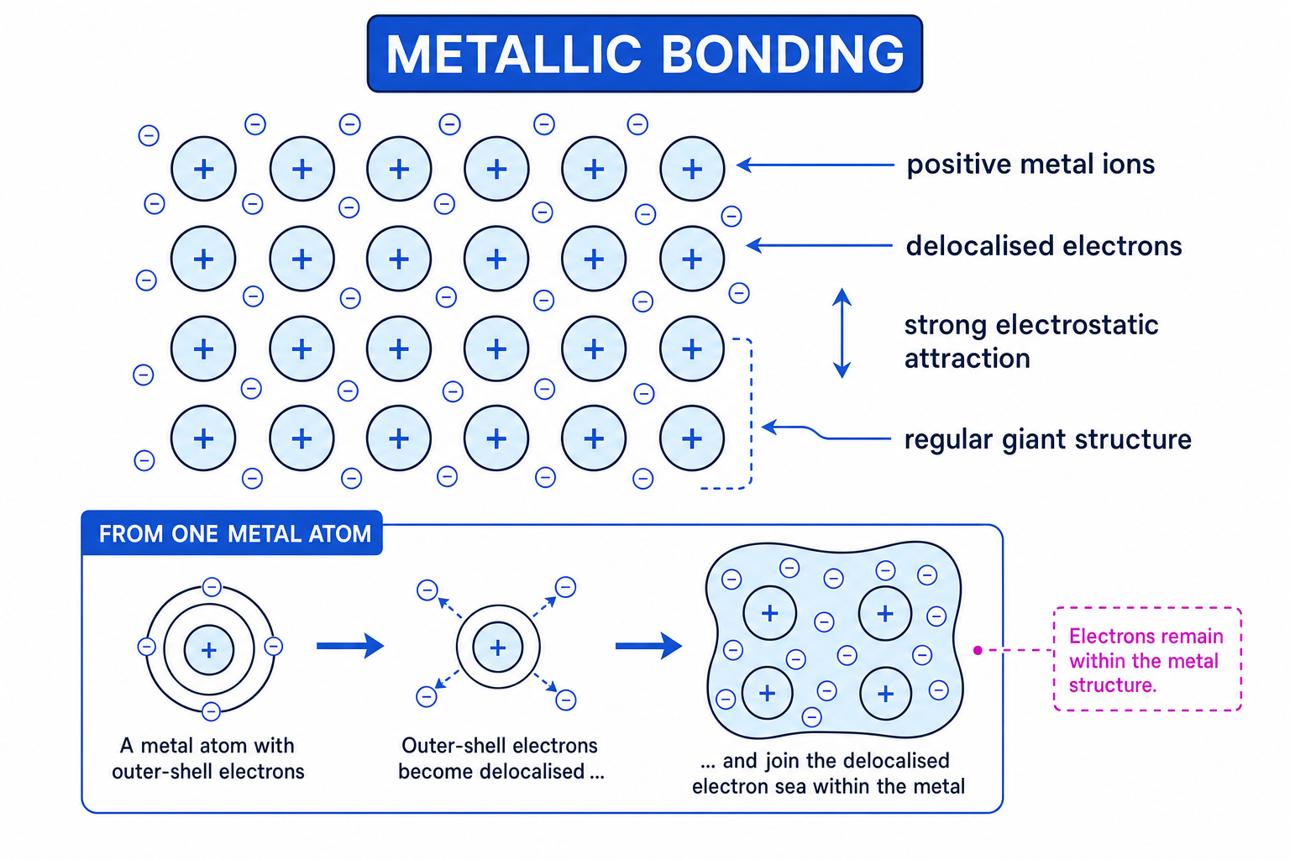 METALLIC BONDING
positive metal ions
delocalised electrons
strong electrostatic
attraction
regular giant structure
FROM ONE METAL ATOM
A metal atom with
outer-shell electrons
Outer-shell electrons
become delocalised ...
... and join the delocalised
electron sea within the metal
Electrons remain
within the metal
structure.